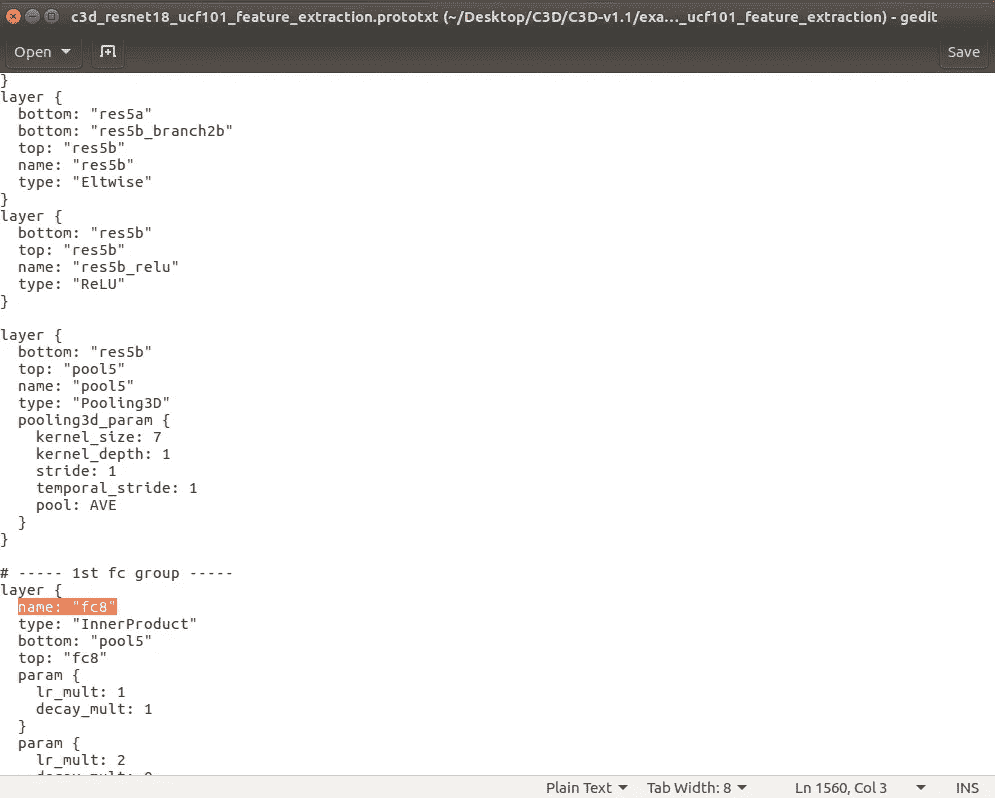 c3d_resnet18_ucf101_feature_extraction.prototxt (~/Desktop/C3D/C3D-v1.1/exa..._ucf101_feature_extraction) - gedit
Open
Save
}
layer {
  bottom: "res5a"
  bottom: "res5b_branch2b"
  top: "res5b"
  name: "res5b"
  type: "Eltwise"
}
layer {
  bottom: "res5b"
  top: "res5b"
  name: "res5b_relu"
  type: "ReLU"
}

layer {
  bottom: "res5b"
  top: "pool5"
  name: "pool5"
  type: "Pooling3D"
  pooling3d_param {
    kernel_size: 7
    kernel_depth: 1
    stride: 1
    temporal_stride: 1
    pool: AVE
  }
}

# ----- 1st fc group -----
layer {
  name: "fc8"
  type: "InnerProduct"
  bottom: "pool5"
  top: "fc8"
  param {
    lr_mult: 1
    decay_mult: 1
  }
  param {
    lr_mult: 2
Plain Text
Tab Width: 8
Ln 1560, Col 3
INS